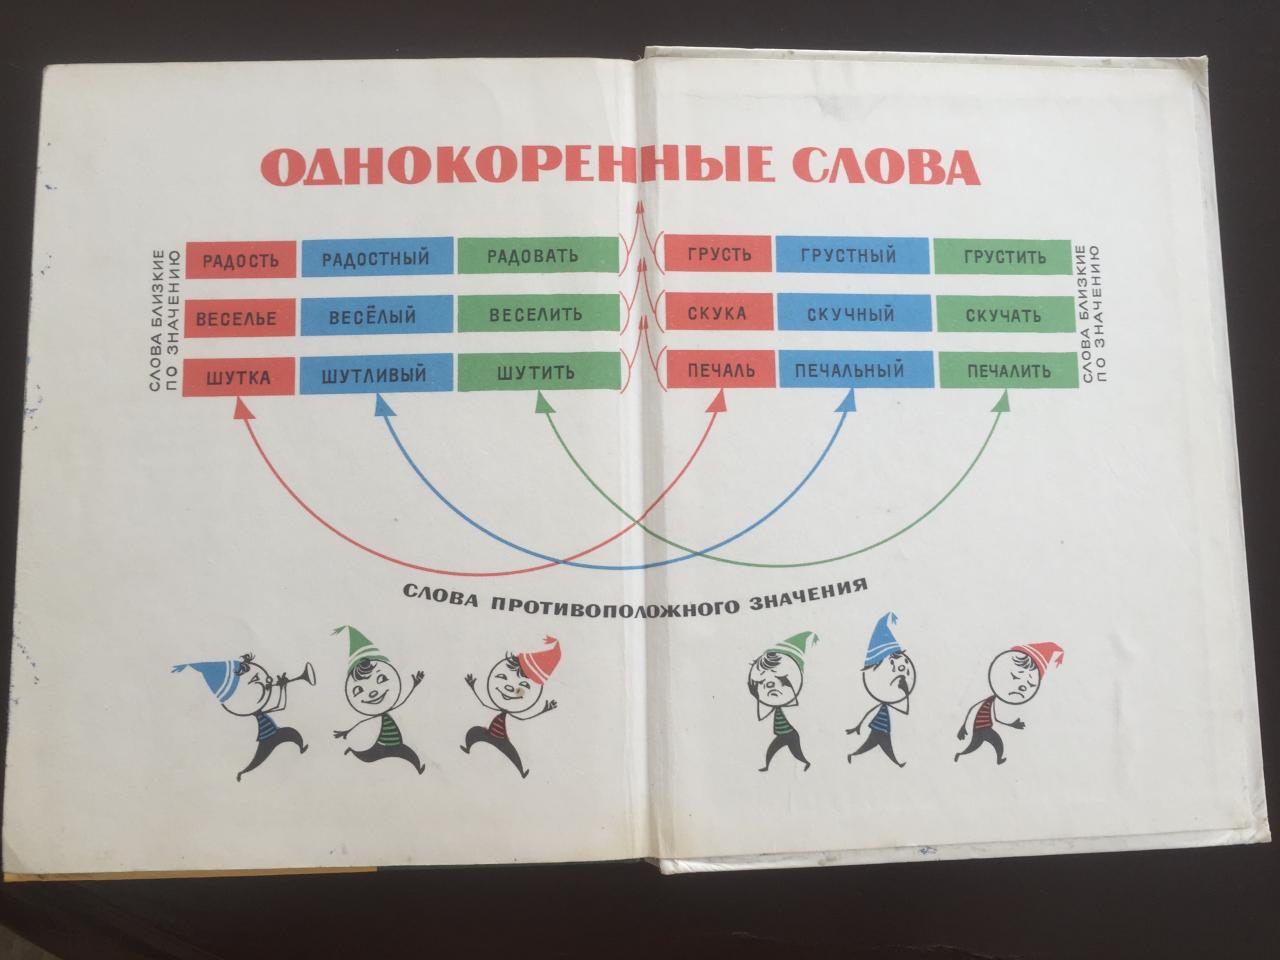 ОДНОКОРЕННЫЕ СЛОВА
СЛОВА БЛИЗКИЕ
ПО ЗНАЧЕНИЮ
РАДОСТЬ РАДОСТНЫЙ РАДОВАТЬ ГРУСТЬ ГРУСТНЫЙ ГРУСТИТЬ
ВЕСЕЛЬЕ ВЕСЁЛЫЙ ВЕСЕЛИТЬ СКУКА СКУЧНЫЙ СКУЧАТЬ
ШУТКА ШУТЛИВЫЙ ШУТИТЬ ПЕЧАЛЬ ПЕЧАЛЬНЫЙ ПЕЧАЛИТЬ
СЛОВА БЛИЗКИЕ
ПО ЗНАЧЕНИЮ
СЛОВА ПРОТИВОПОЛОЖНОГО ЗНАЧЕНИЯ